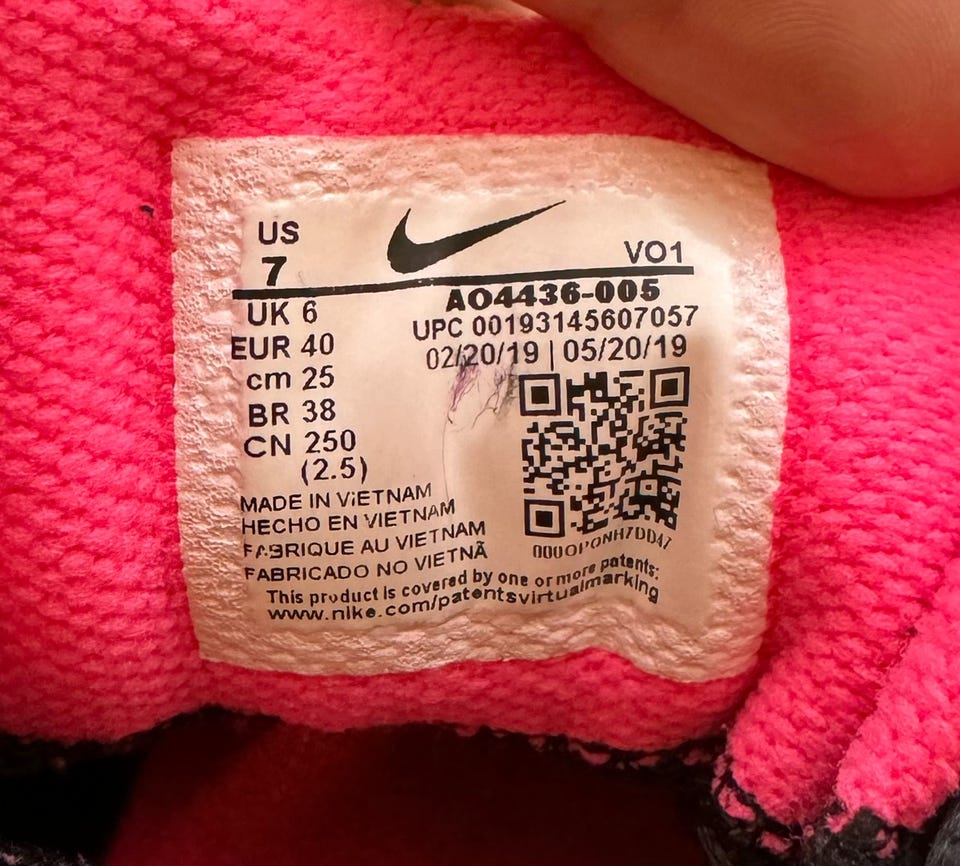 US
7
VO1
UK 6
EUR 40
cm 25
BR 38
CN 250
(2.5)
AO4436-005
UPC 00193145607057
02/20/19 | 05/20/19
MADE IN VIETNAM
HECHO EN VIETNAM
FABRIQUE AU VIETNAM
FABRICADO NO VIETNÃ
This product is covered by one or more patents:
www.nike.com/patentsvirtualmarking